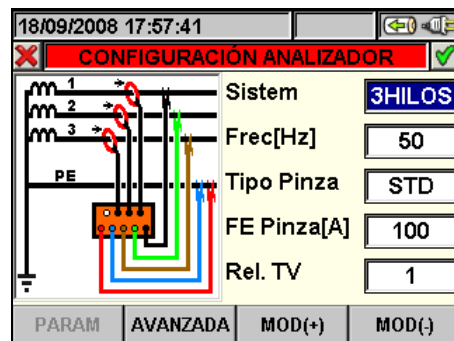 18/09/2008 17:57:41
CONFIGURACIÓN ANALIZADOR
1
2
3
PE
Sistem 3HILOS
Frec[Hz] 50
Tipo Pinza STD
FE Pinza[A] 100
Rel. TV 1
PARAM AVANZADA MOD(+) MOD(-)